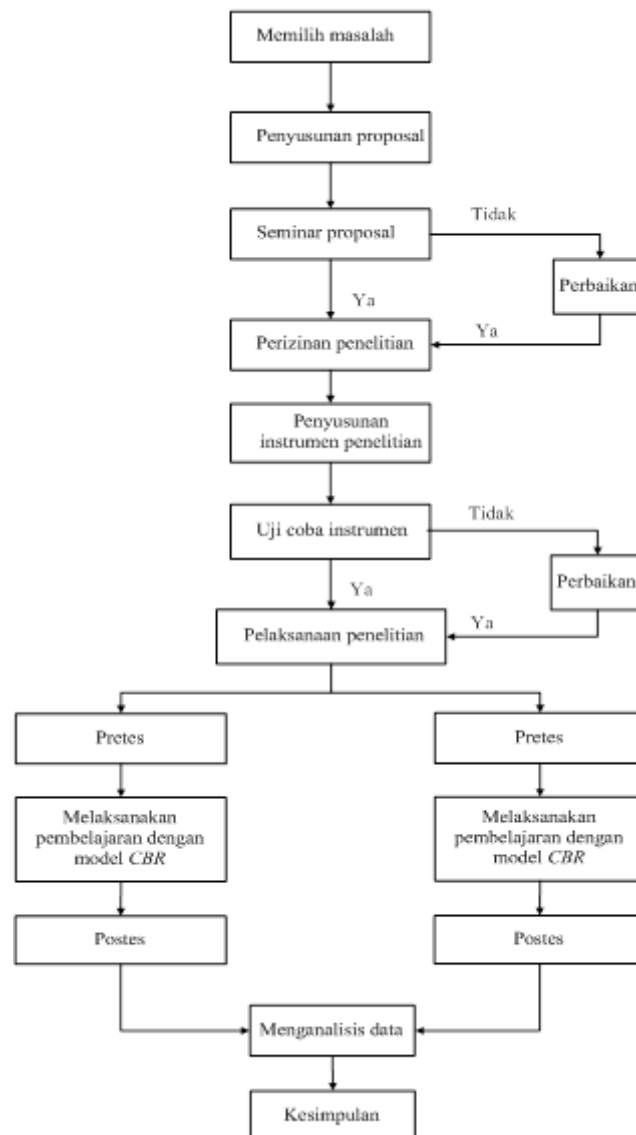 Memilih masalah
Penyusunan proposal
Seminar proposal
Tidak
Perbaikan
Ya
Ya
Perizinan penelitian
Penyusunan
instrumen penelitian
Uji coba instrumen
Tidak
Perbaikan
Ya
Ya
Pelaksanaan penelitian
Pretes
Melaksanakan
pembelajaran dengan
model CBR
Postes
Pretes
Melaksanakan
pembelajaran dengan
model CBR
Postes
Menganalisis data
Kesimpulan